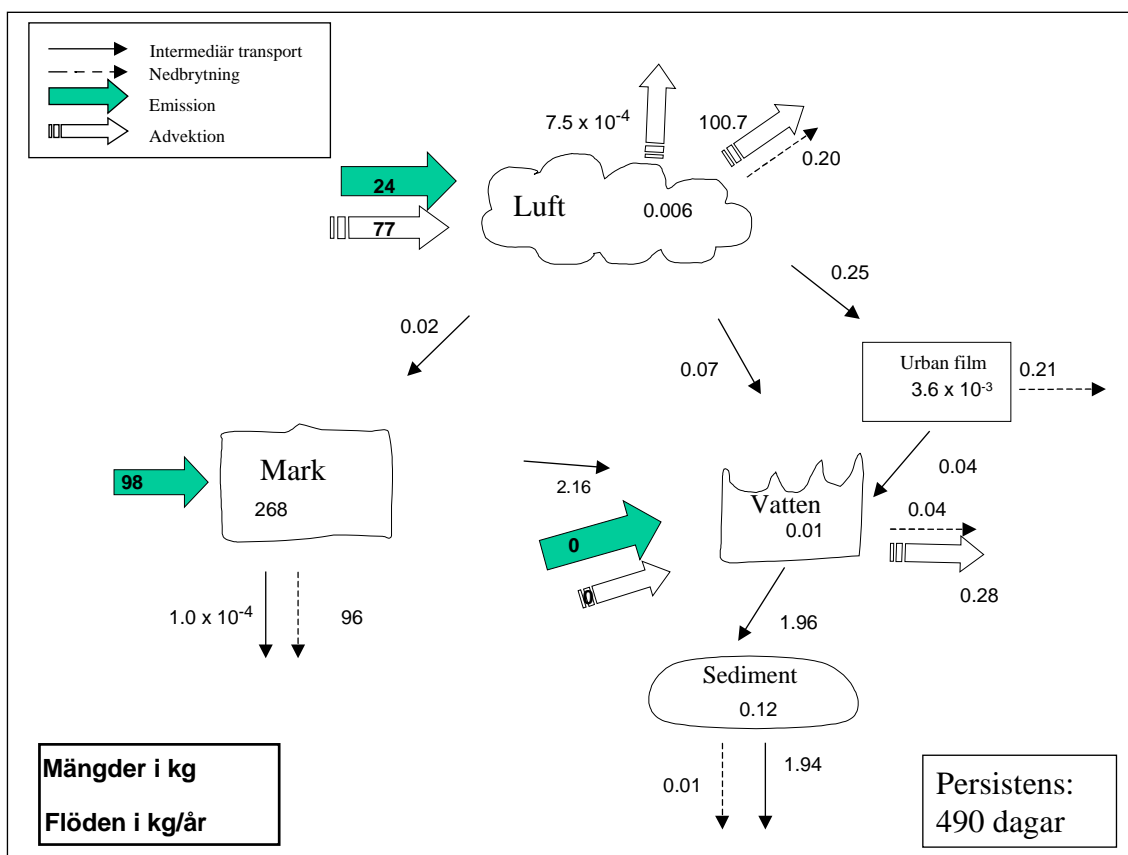 Intermediär transport
Nedbrytning
Emission
Advektion
7.5 x 10⁻⁴
100.7
0.20
24
77
Luft
0.006
0.25
0.02
0.07
Urban film
3.6 x 10⁻³
0.21
98
Mark
268
2.16
0.04
Vatten
0.01
0.04
0
0
0.28
1.0 x 10⁻⁴
96
1.96
Sediment
0.12
0.01
1.94
Mängder i kg
Flöden i kg/år
Persistens:
490 dagar